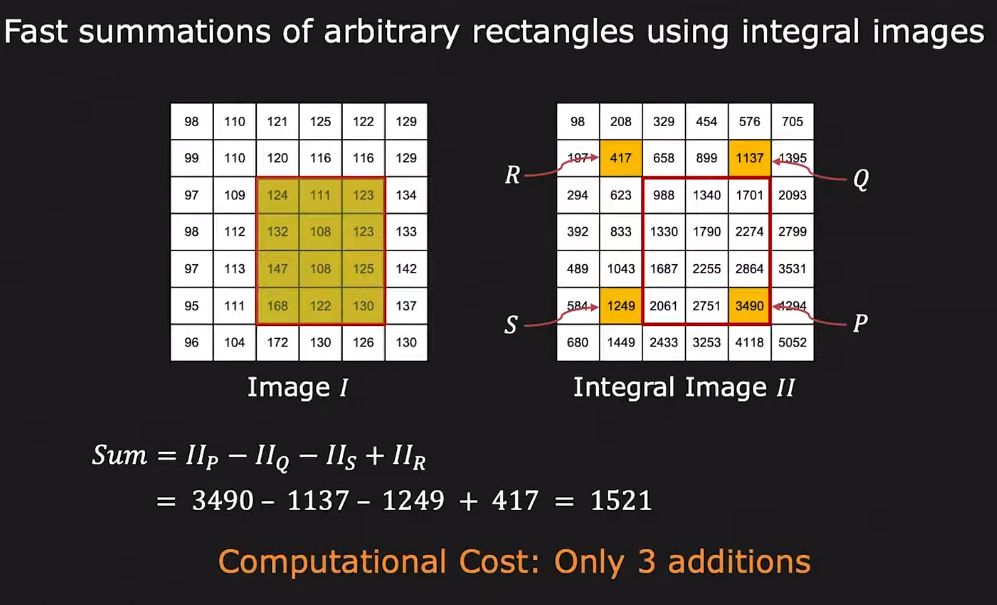 Fast summations of arbitrary rectangles using integral images
98 110 121 125 122 129
99 110 120 116 116 129
97 109 124 111 123 134
98 112 132 108 123 133
97 113 147 108 125 142
95 111 168 122 130 137
96 104 172 130 126 130
Image I
98 208 329 454 576 705
197 417 658 899 1137 1395
R
Q
294 623 988 1340 1701 2093
392 833 1330 1790 2274 2799
489 1043 1687 2255 2864 3531
584 1249 2061 2751 3490 4294
S
P
680 1449 2433 3253 4118 5052
Integral Image II
Sum = II_P − II_Q − II_S + II_R
= 3490 – 1137 – 1249 + 417 = 1521
Computational Cost: Only 3 additions